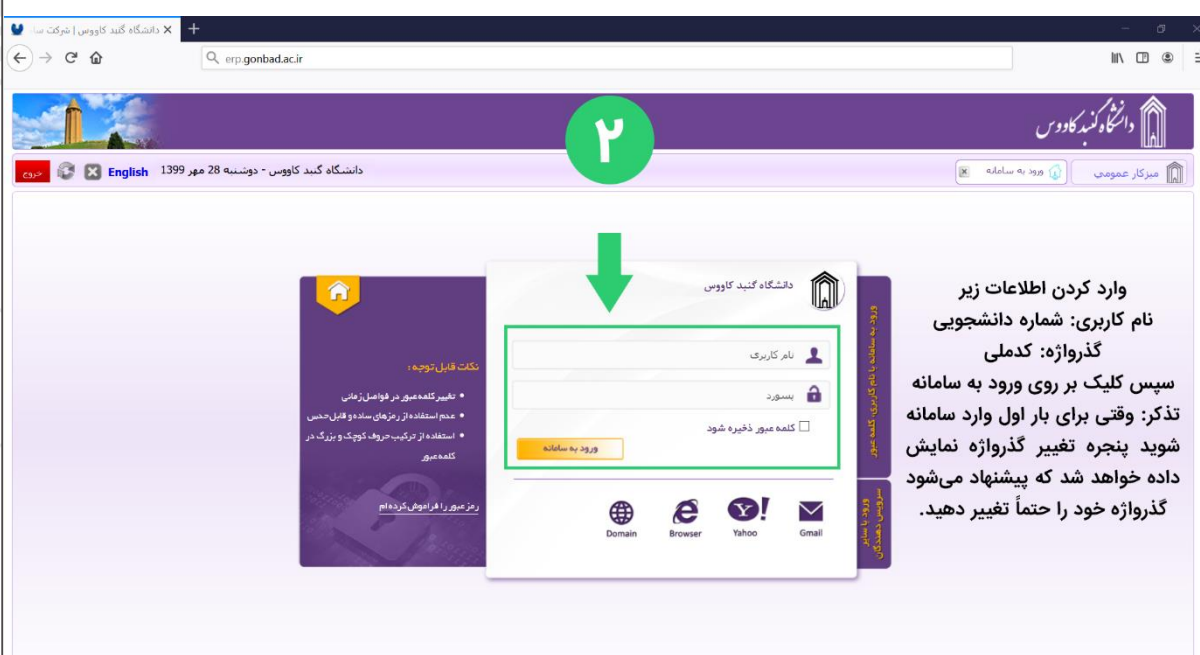 دانشگاه گنبد کاووس | شرکت سا
erp.gonbad.ac.ir
دانشگاه گنبد کاووس
۲
میزکار عمومی
ورود به سامانه
دانشگاه گنبد کاووس - دوشنبه 28 مهر 1399
English
خروج
وارد کردن اطلاعات زیر
نام کاربری: شماره دانشجویی
گذرواژه: کدملی
سپس کلیک بر روی ورود به سامانه
تذکر: وقتی برای بار اول وارد سامانه
شوید پنجره تغییر گذرواژه نمایش
داده خواهد شد که پیشنهاد می‌شود
گذرواژه خود را حتماً تغییر دهید.
ورود به سامانه با نام کاربری، کلمه عبور
ورود با سایر
سرویس دهندگان
دانشگاه گنبد کاووس
نام کاربری
پسورد
کلمه عبور ذخیره شود
ورود به سامانه
Gmail
Yahoo
Browser
Domain
نکات قابل توجه :
• تغییر کلمه عبور در فواصل زمانی
• عدم استفاده از رمزهای ساده و قابل حدس
• استفاده از ترکیب حروف کوچک و بزرگ در
کلمه عبور
رمز عبور را فراموش کرده ام